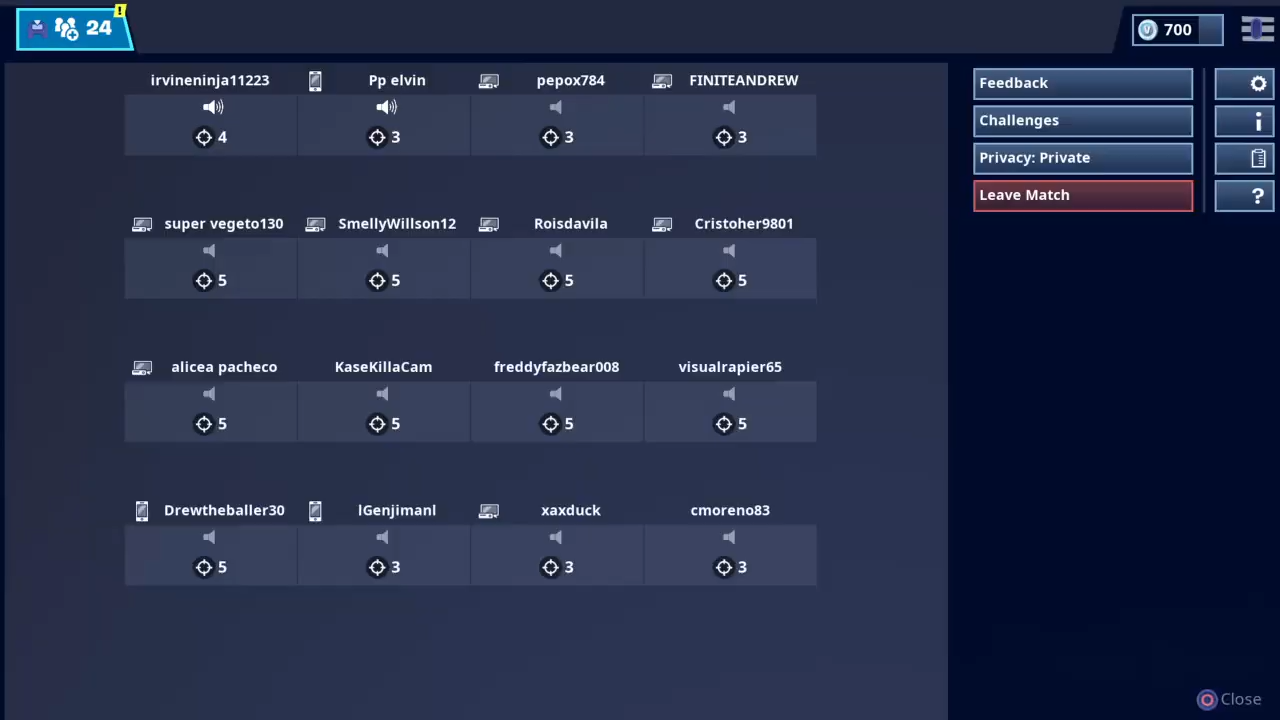 24
!
700
irvineninja11223 Pp elvin pepox784 FINITEANDREW
4 3 3 3
super vegeto130 SmellyWillson12 Roisdavila Cristoher9801
5 5 5 5
alicea pacheco KaseKillaCam freddyfazbear008 visualrapier65
5 5 5 5
Drewtheballer30 lGenjimanl xaxduck cmoreno83
5 3 3 3
Feedback
Challenges
Privacy: Private
Leave Match
i
?
Close